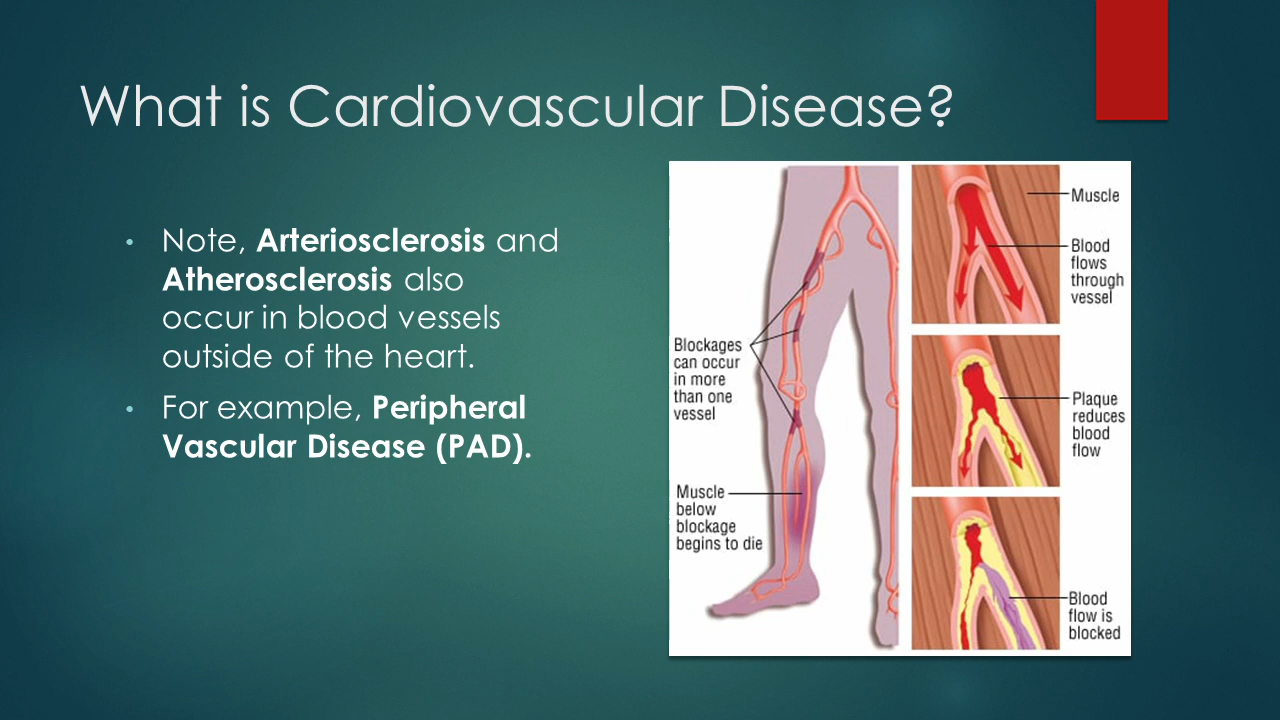 What is Cardiovascular Disease?
• Note, Arteriosclerosis and
Atherosclerosis also
occur in blood vessels
outside of the heart.
• For example, Peripheral
Vascular Disease (PAD).
Blockages
can occur
in more
than one
vessel
Muscle
below
blockage
begins to die
Muscle
Blood
flows
through
vessel
Plaque
reduces
blood
flow
Blood
flow is
blocked